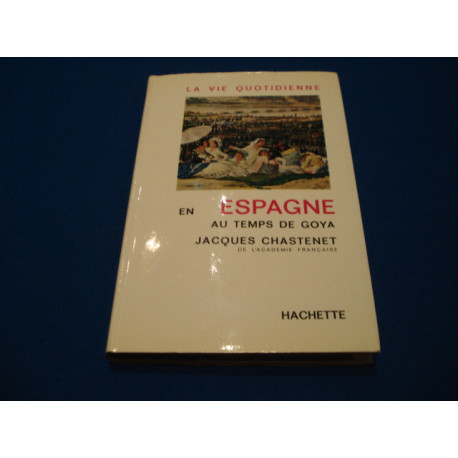 LA VIE QUOTIDIENNE
EN ESPAGNE
AU TEMPS DE GOYA
JACQUES CHASTENET
DE L'ACADÉMIE FRANÇAISE
HACHETTE